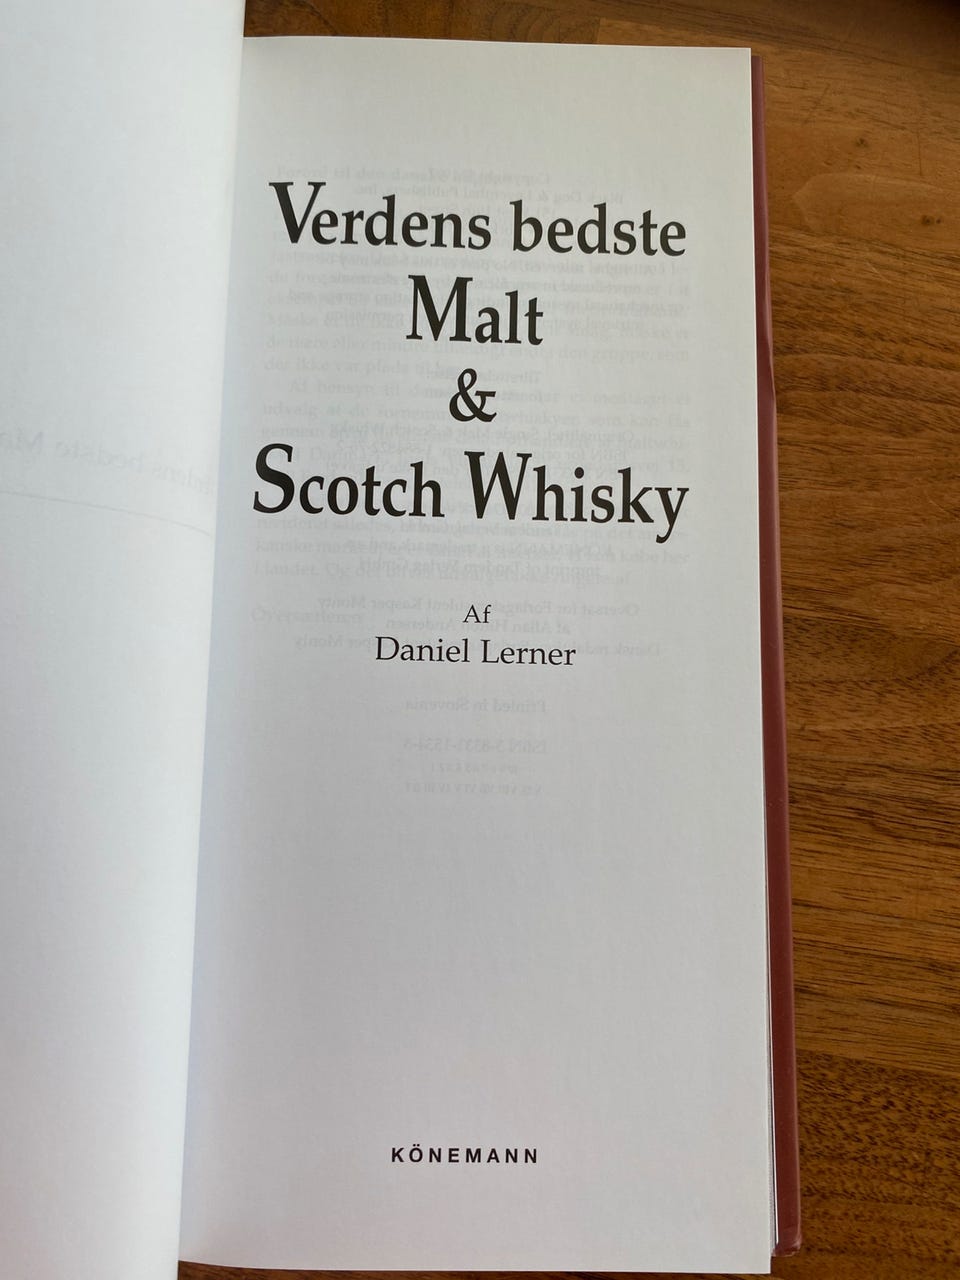 Verdens bedste
Malt
&
Scotch Whisky
Af
Daniel Lerner
KÖNEMANN